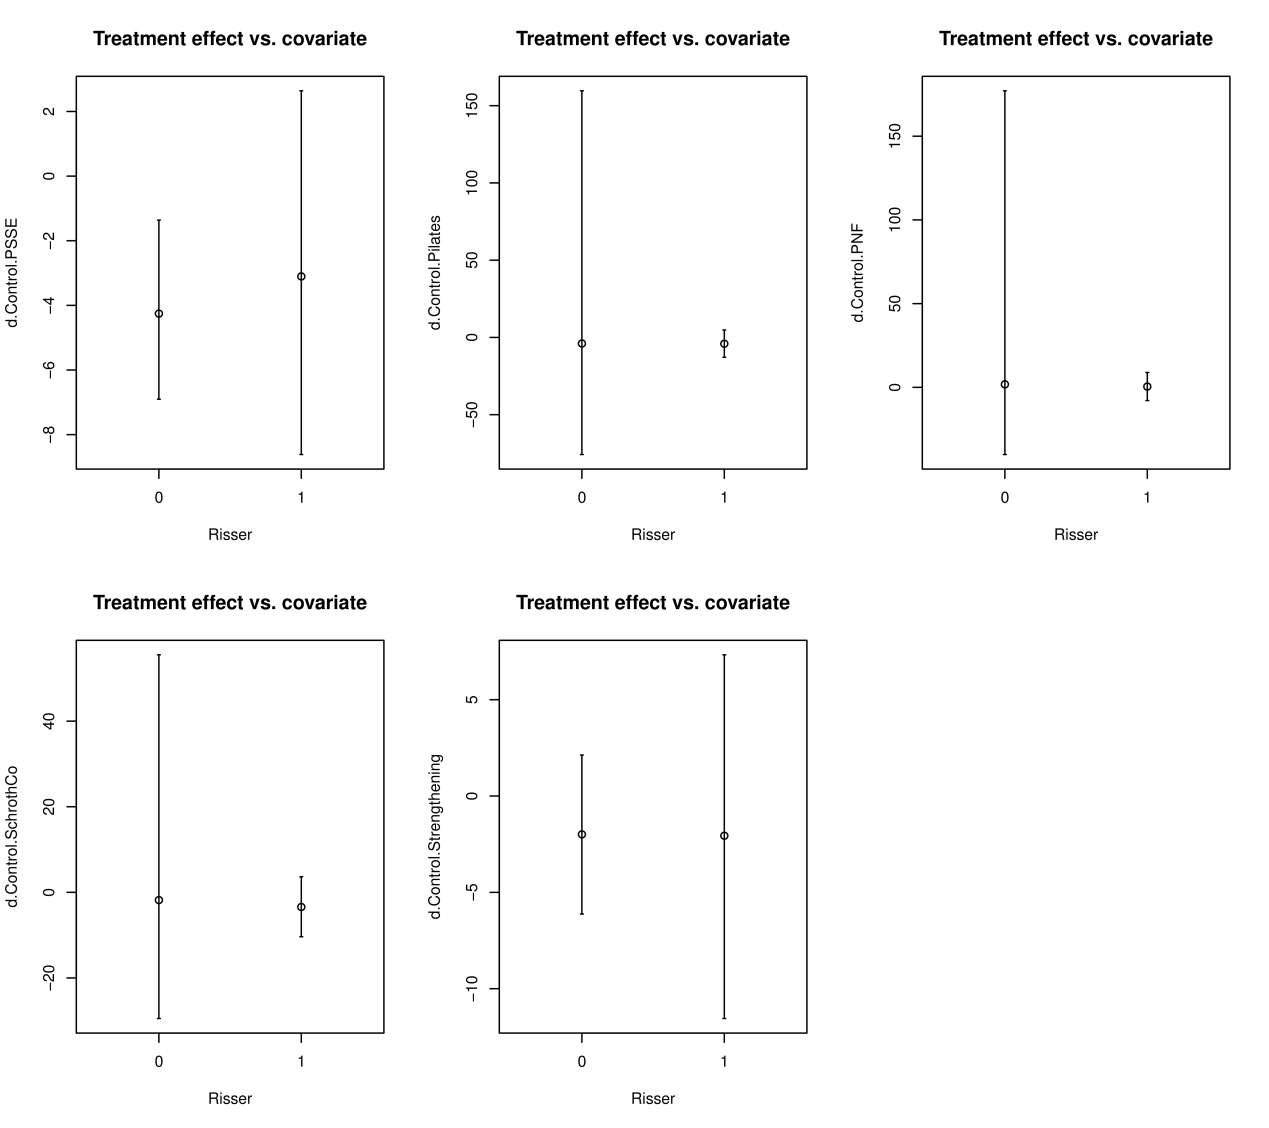 Treatment effect vs. covariate
d.Control.PSSE
2
0
−2
−4
−6
−8
0 1
Risser
Treatment effect vs. covariate
d.Control.Pilates
150
100
50
0
−50
0 1
Risser
Treatment effect vs. covariate
d.Control.PNF
150
100
50
0
0 1
Risser
Treatment effect vs. covariate
d.Control.SchrothCo
40
20
0
−20
0 1
Risser
Treatment effect vs. covariate
d.Control.Strengthening
5
0
−5
−10
0 1
Risser